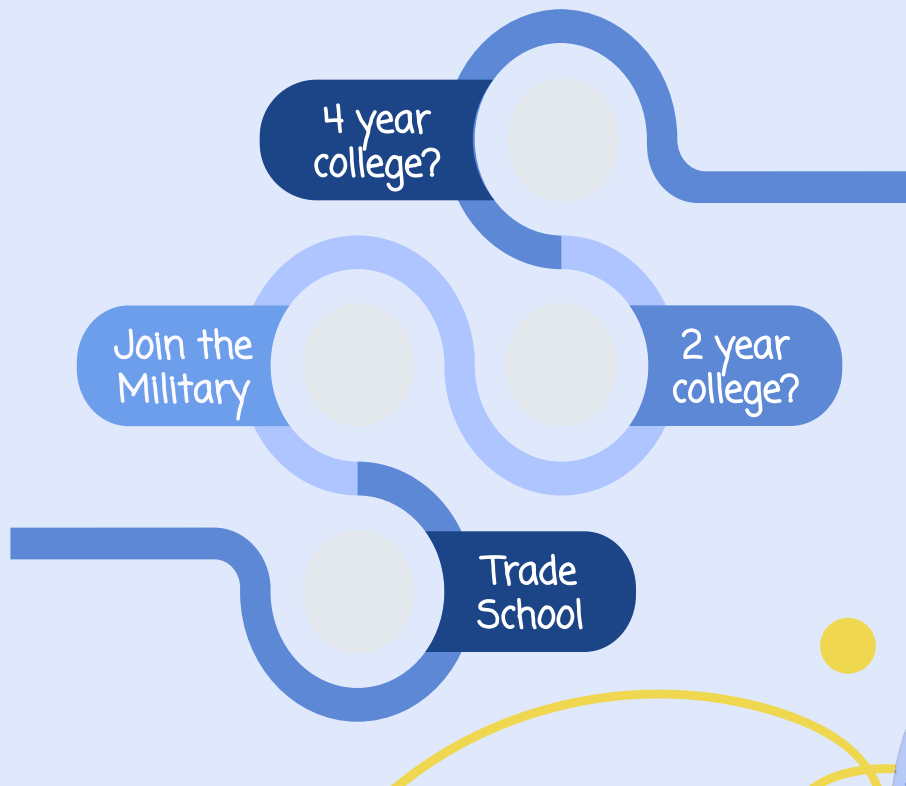 4 year
college?
Join the
Military
2 year
college?
Trade
School